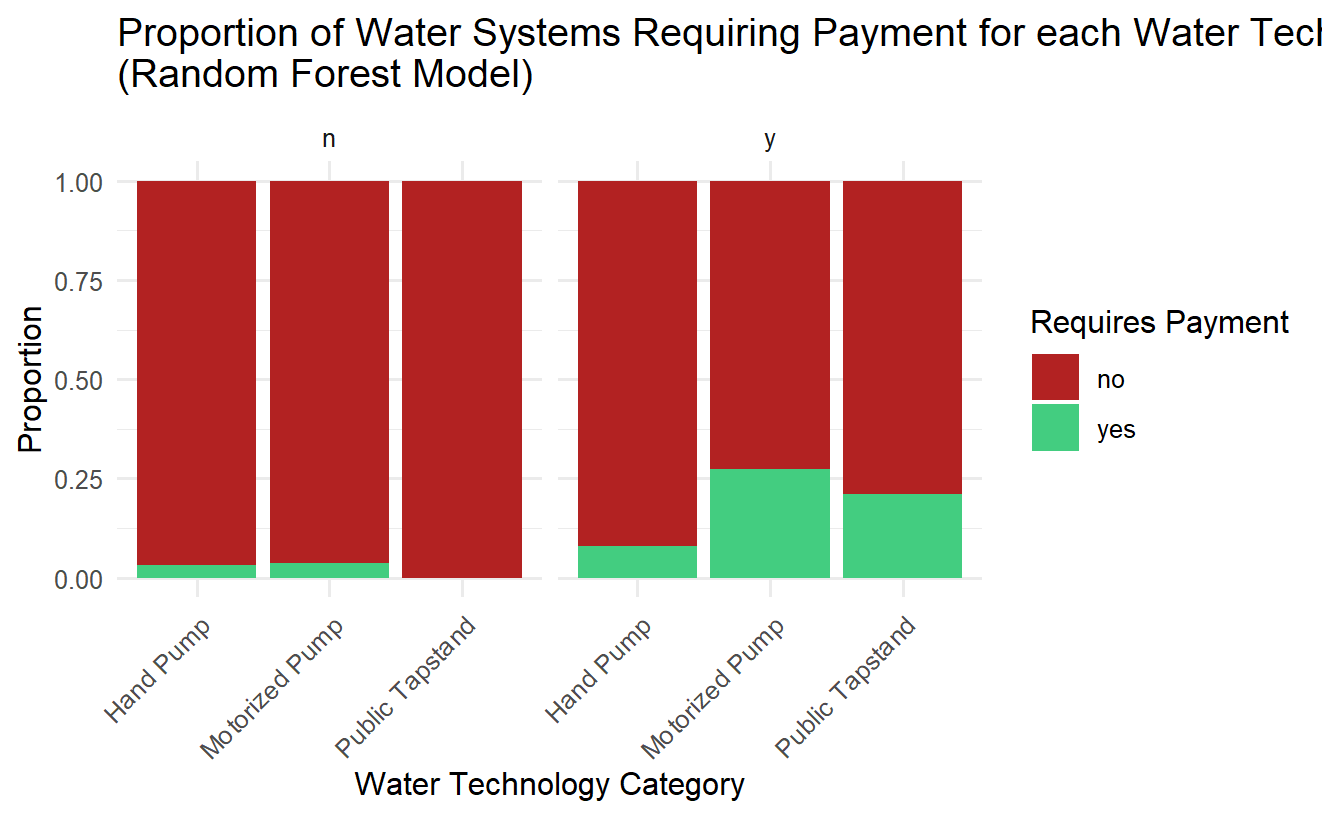 Proportion of Water Systems Requiring Payment for each Water Tech
(Random Forest Model)
n
y
1.00
0.75
0.50
0.25
0.00
Proportion
Hand Pump
Motorized Pump
Public Tapstand
Hand Pump
Motorized Pump
Public Tapstand
Water Technology Category
Requires Payment
no
yes